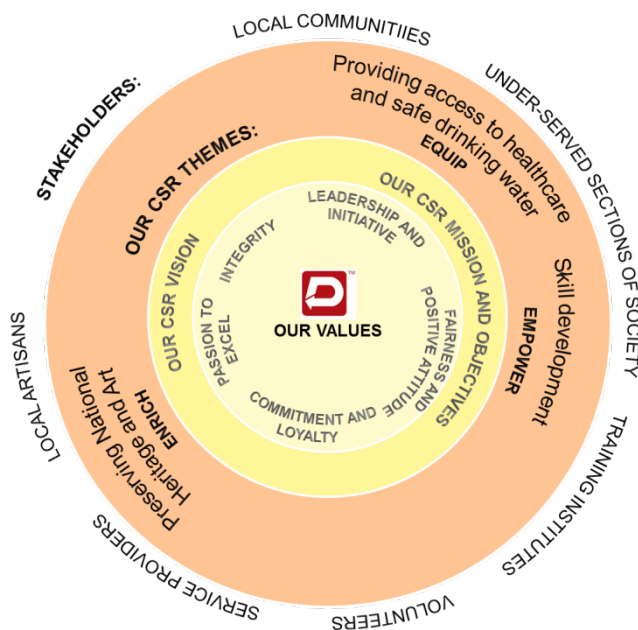 STAKEHOLDERS:
LOCAL COMMUNITIIES
UNDER-SERVED SECTIONS OF SOCIETY
TRAINING INSTITUTES
VOLUNTEERS
SERVICE PROVIDERS
LOCAL ARTISANS
OUR CSR THEMES:
Providing access to healthcare
and safe drinking water
EQUIP
Skill development
EMPOWER
ENRICH
Preserving National
Heritage and Art
OUR CSR VISION
OUR CSR MISSION AND OBJECTIVES
INTEGRITY
LEADERSHIP AND
INITIATIVE
FAIRNESS AND
POSITIVE ATTITUDE
COMMITMENT AND
LOYALTY
PASSION TO
EXCEL
TM
OUR VALUES